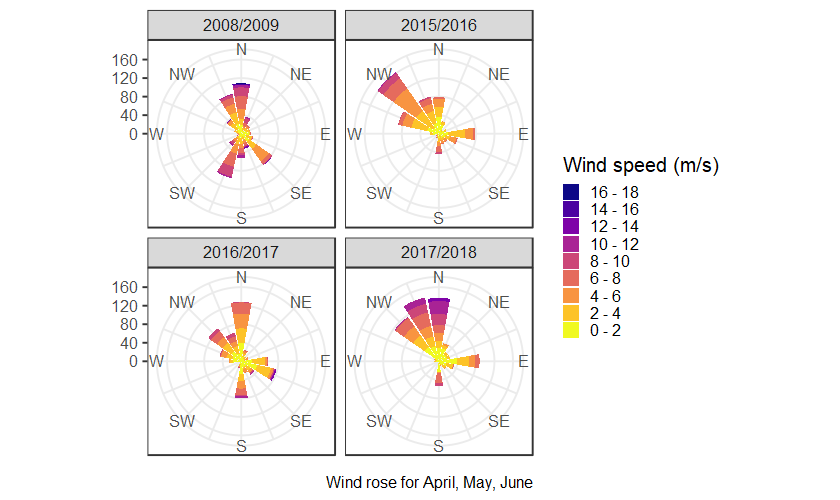 2008/2009
2015/2016
160
120
80
40
0
N
NE
E
SE
S
SW
W
NW
N
NE
E
SE
S
SW
W
NW
2016/2017
2017/2018
160
120
80
40
0
N
NE
E
SE
S
SW
W
NW
N
NE
E
SE
S
SW
W
NW
Wind speed (m/s)
16 - 18
14 - 16
12 - 14
10 - 12
8 - 10
6 - 8
4 - 6
2 - 4
0 - 2
Wind rose for April, May, June